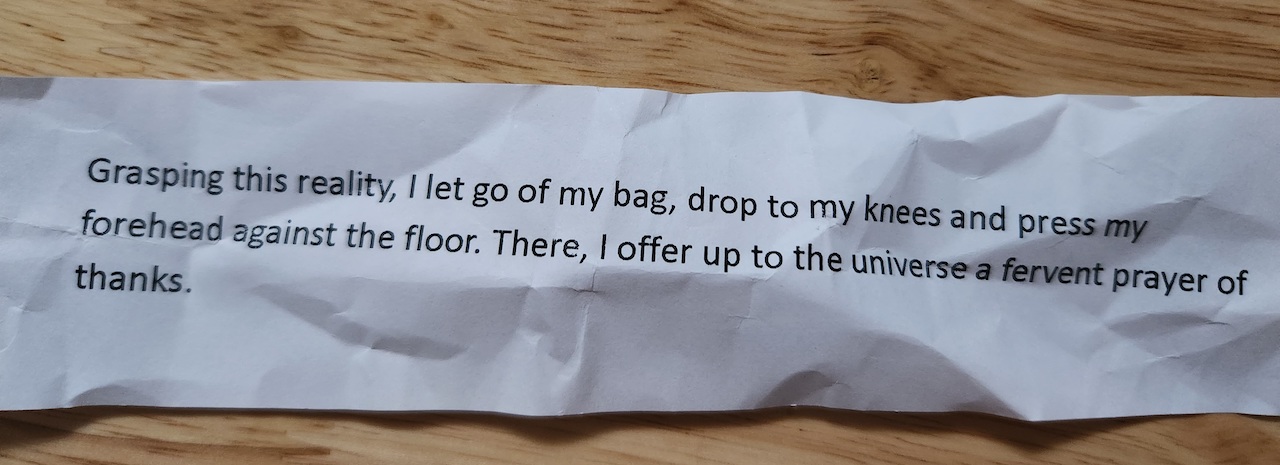 Grasping this reality, I let go of my bag, drop to my knees and press my
forehead against the floor. There, I offer up to the universe a fervent prayer of
thanks.